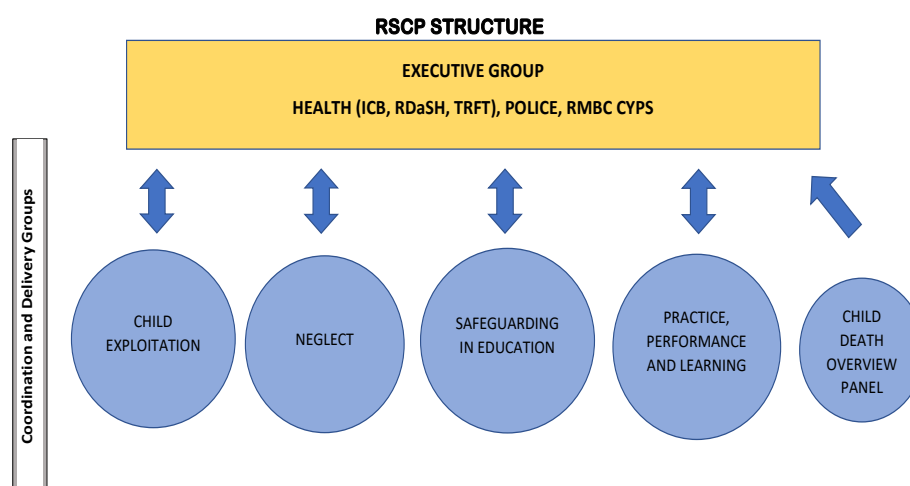 RSCP STRUCTURE
EXECUTIVE GROUP
HEALTH (ICB, RDaSH, TRFT), POLICE, RMBC CYPS
Coordination and Delivery Groups
CHILD
EXPLOITATION
NEGLECT
SAFEGUARDING
IN EDUCATION
PRACTICE,
PERFORMANCE
AND LEARNING
CHILD
DEATH
OVERVIEW
PANEL